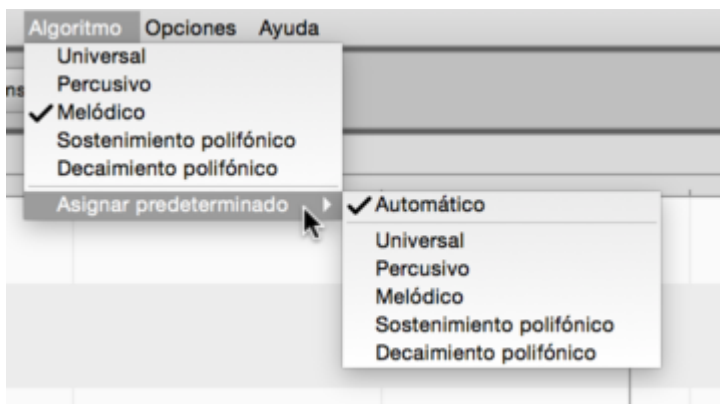 Algoritmo Opciones Ayuda
Universal
Percusivo
ns
Melódico
Sostenimiento polifónico
Decaimiento polifónico
Asignar predeterminado
Automático
Universal
Percusivo
Melódico
Sostenimiento polifónico
Decaimiento polifónico